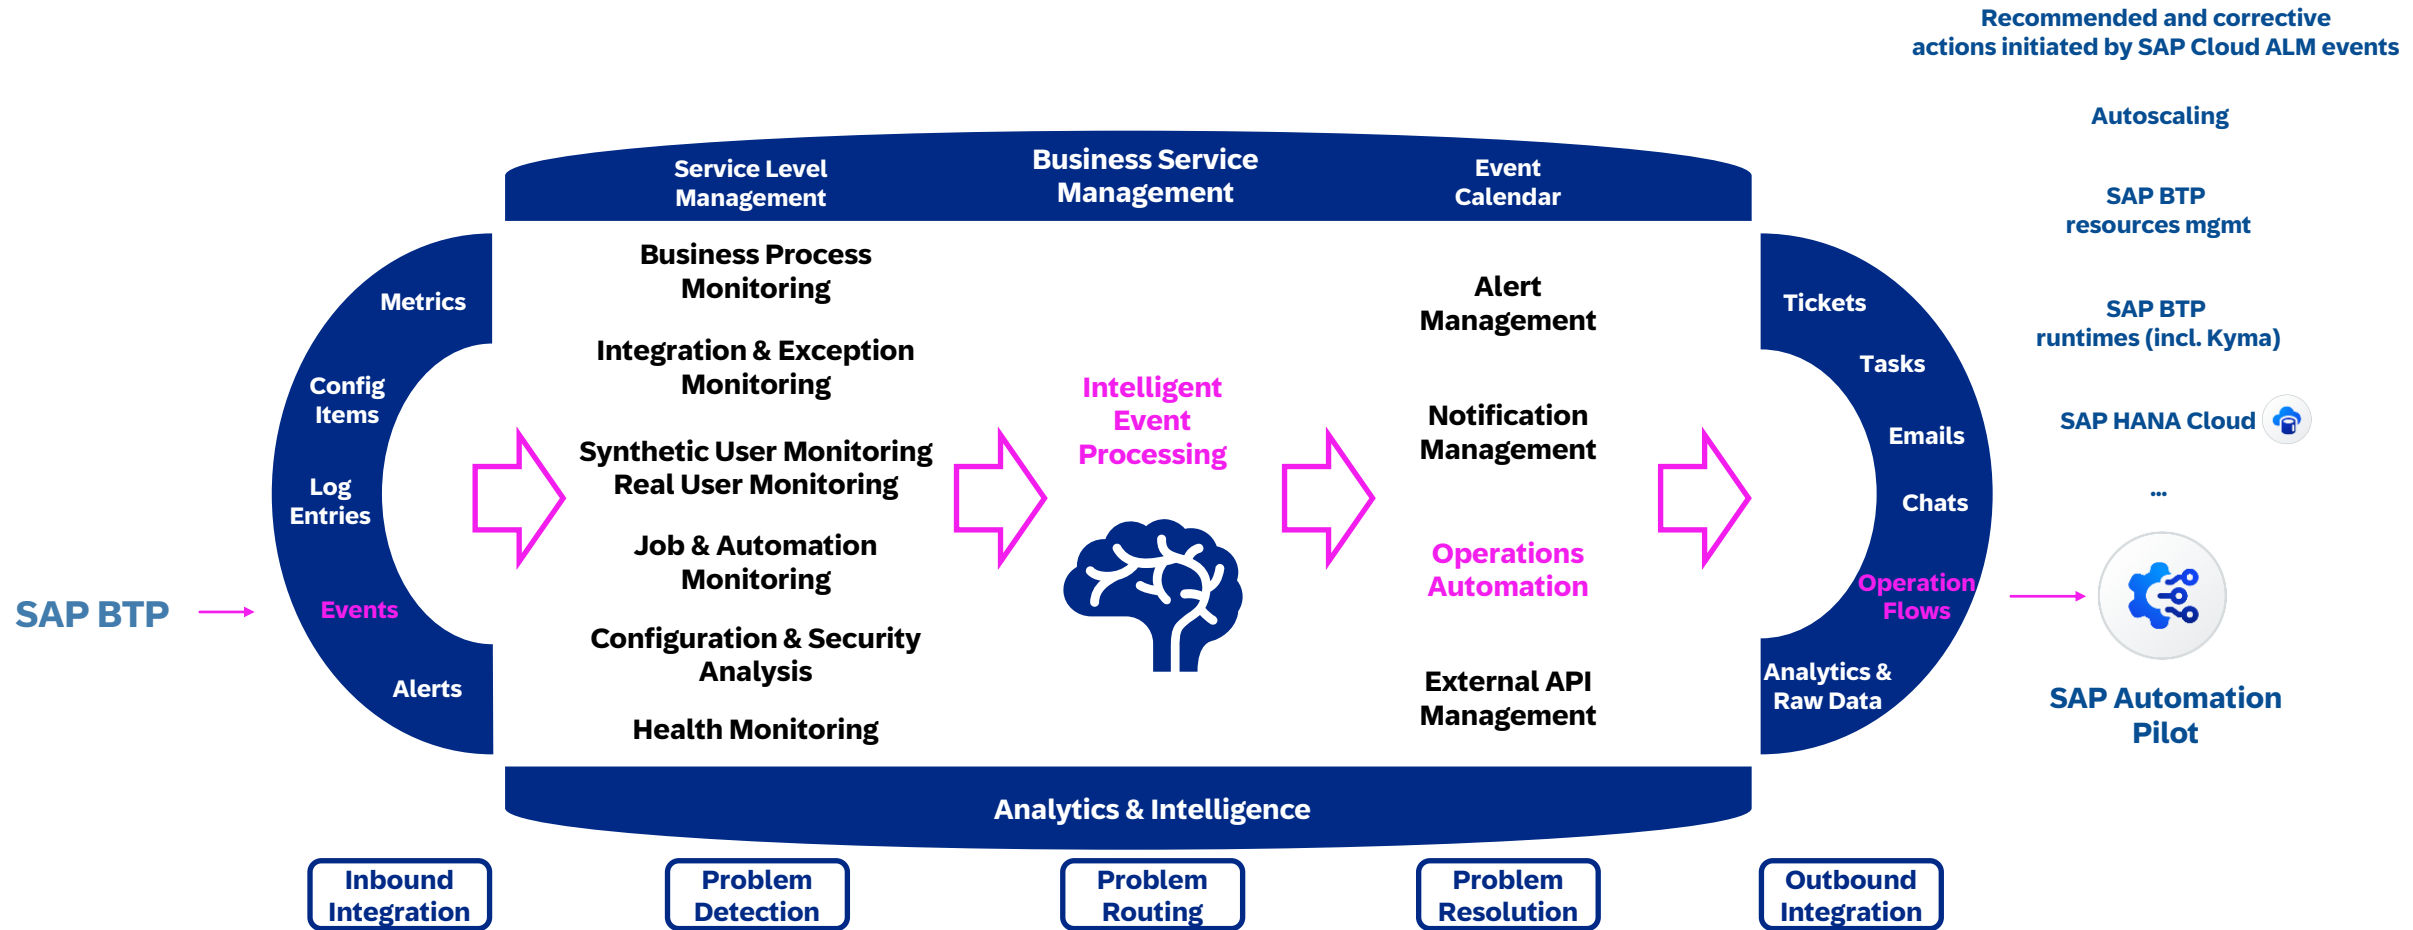 Recommended and corrective
actions initiated by SAP Cloud ALM events
Autoscaling
SAP BTP
resources mgmt
SAP BTP
runtimes (incl. Kyma)
SAP HANA Cloud
...
SAP Automation
Pilot
Service Level
Management
Business Service
Management
Event
Calendar
SAP BTP
Metrics
Config
Items
Log
Entries
Events
Alerts
Business Process
Monitoring
Integration & Exception
Monitoring
Synthetic User Monitoring
Real User Monitoring
Job & Automation
Monitoring
Configuration & Security
Analysis
Health Monitoring
Intelligent
Event
Processing
Alert
Management
Notification
Management
Operations
Automation
External API
Management
Tickets
Tasks
Emails
Chats
Operation
Flows
Analytics &
Raw Data
Analytics & Intelligence
Inbound
Integration
Problem
Detection
Problem
Routing
Problem
Resolution
Outbound
Integration